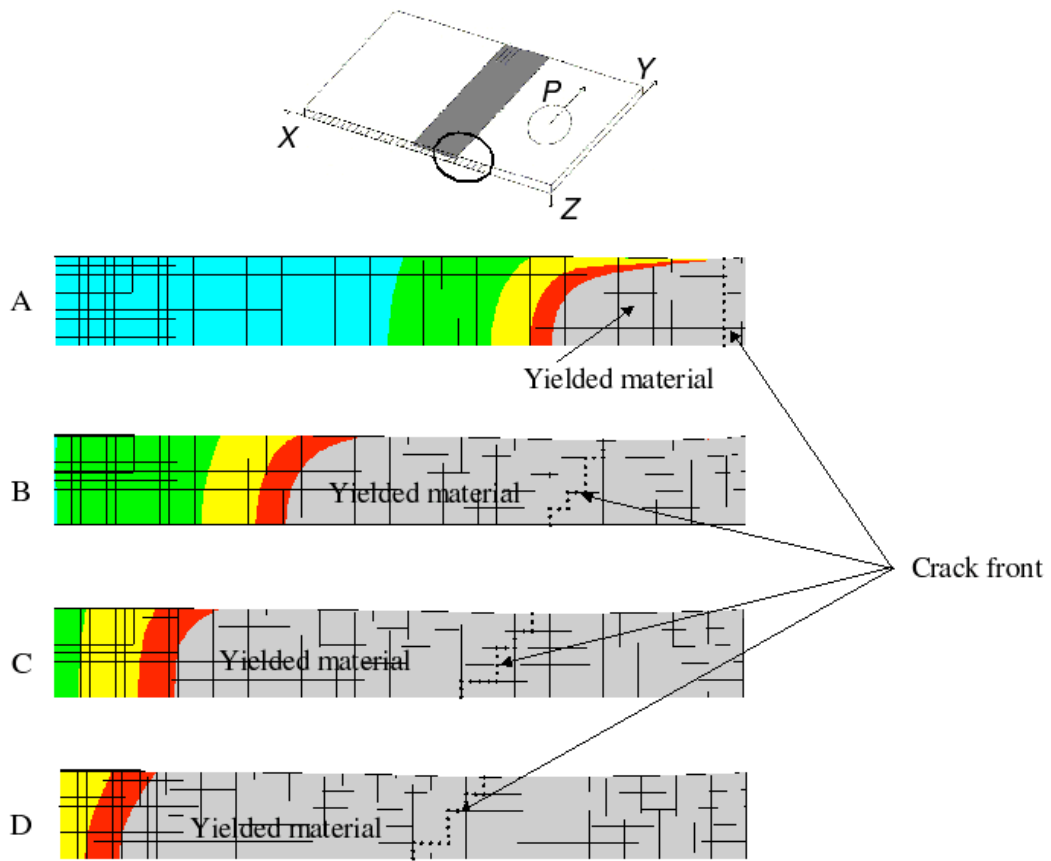 Y
P
X
Z
A
Yielded material
B
Yielded material
Crack front
C
Yielded material
D
Yielded material